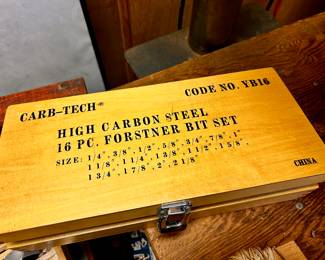 CARB-TECH®
CODE NO. YB16
HIGH CARBON STEEL
16 PC. FORSTNER BIT SET
SIZE: 1/4", 3/8", 1/2", 5/8", 3/4", 7/8", 1"
1 1/8", 1 1/4", 1 3/8", 1 1/2", 1 5/8",
1 3/4", 1 7/8", 2", 2 1/8"
CHINA